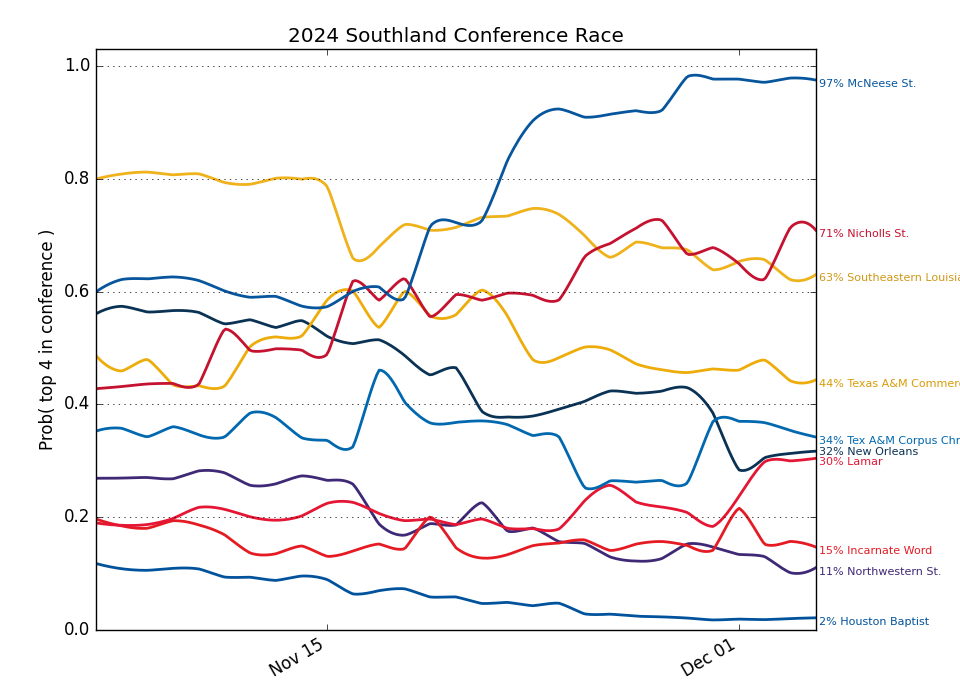 2024 Southland Conference Race
Prob( top 4 in conference )
1.0
0.8
0.6
0.4
0.2
0.0
Nov 15
Dec 01
97% McNeese St.
71% Nicholls St.
63% Southeastern Louisia
44% Texas A&M Commerc
34% Tex A&M Corpus Chr
32% New Orleans
30% Lamar
15% Incarnate Word
11% Northwestern St.
2% Houston Baptist